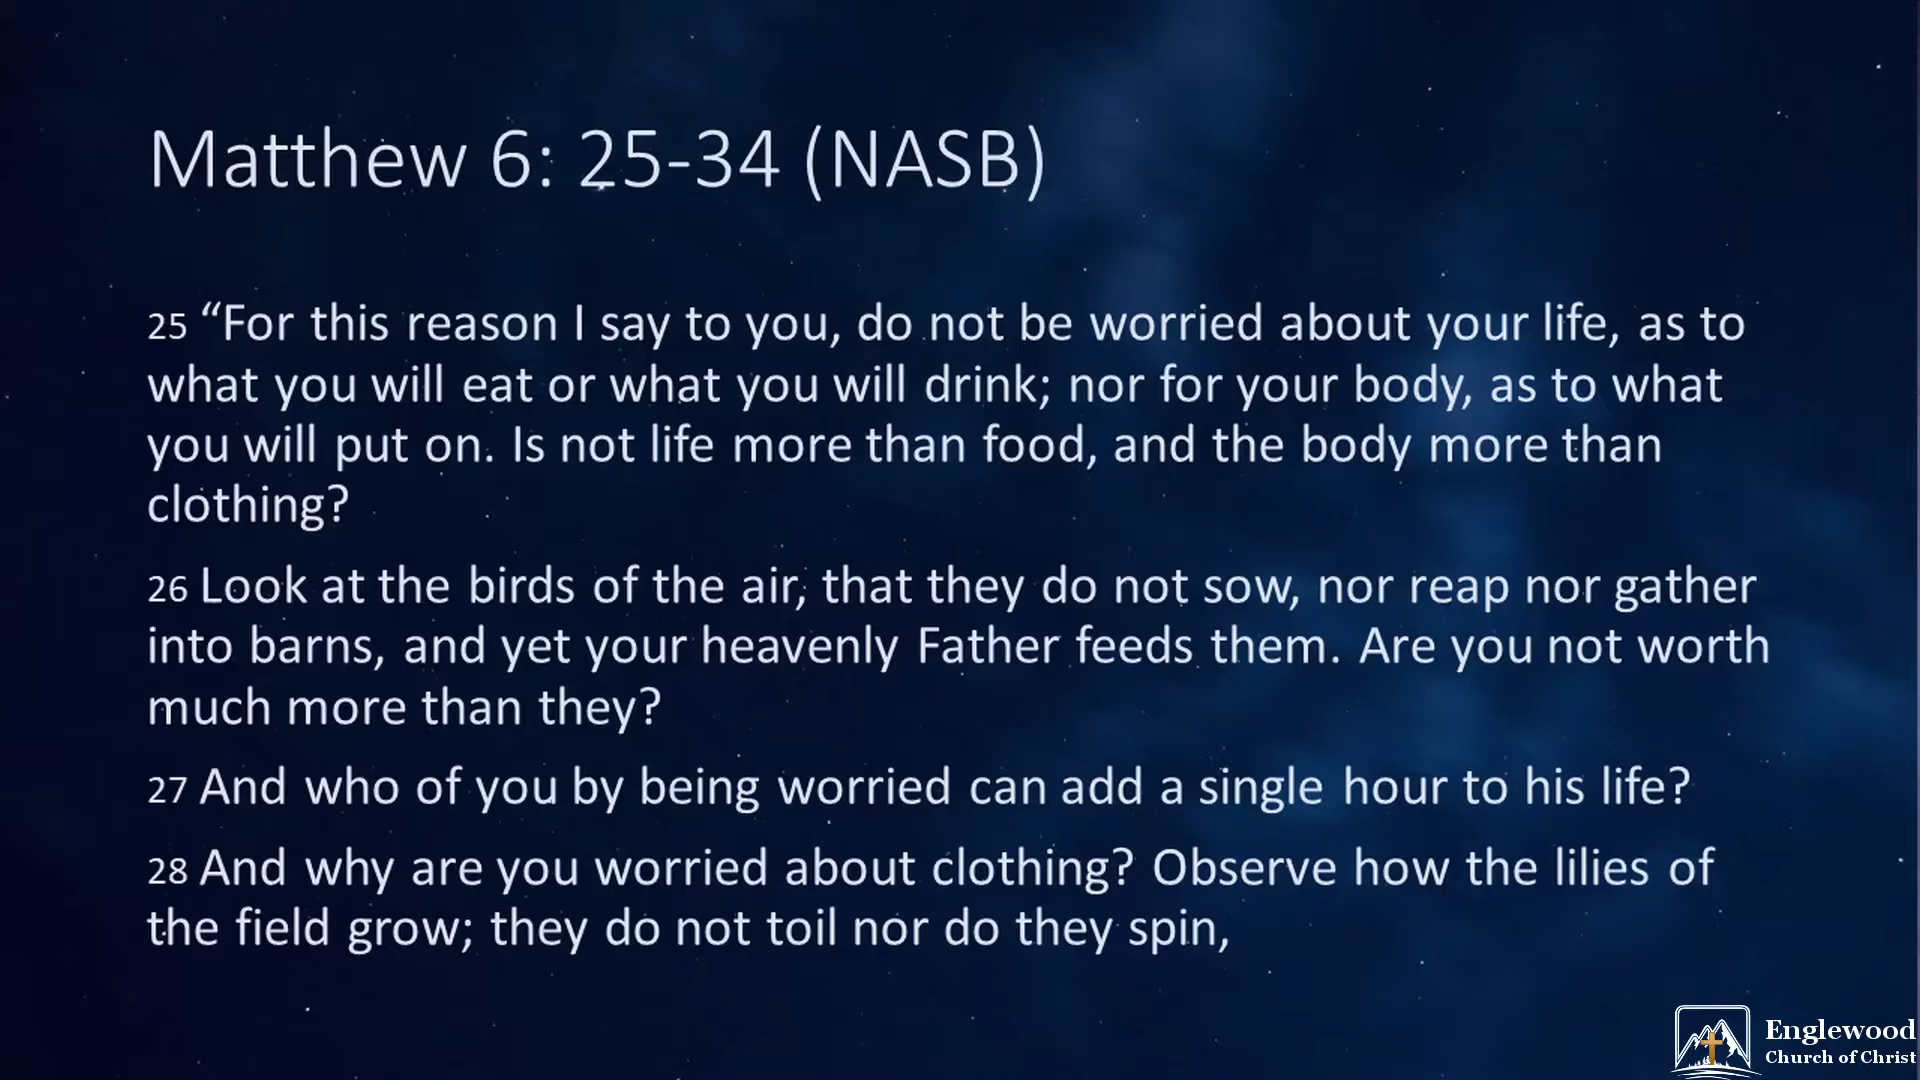 Matthew 6: 25-34 (NASB)
25 “For this reason I say to you, do not be worried about your life, as to
what you will eat or what you will drink; nor for your body, as to what
you will put on. Is not life more than food, and the body more than
clothing?
26 Look at the birds of the air, that they do not sow, nor reap nor gather
into barns, and yet your heavenly Father feeds them. Are you not worth
much more than they?
27 And who of you by being worried can add a single hour to his life?
28 And why are you worried about clothing? Observe how the lilies of
the field grow; they do not toil nor do they spin,
Englewood
Church of Christ